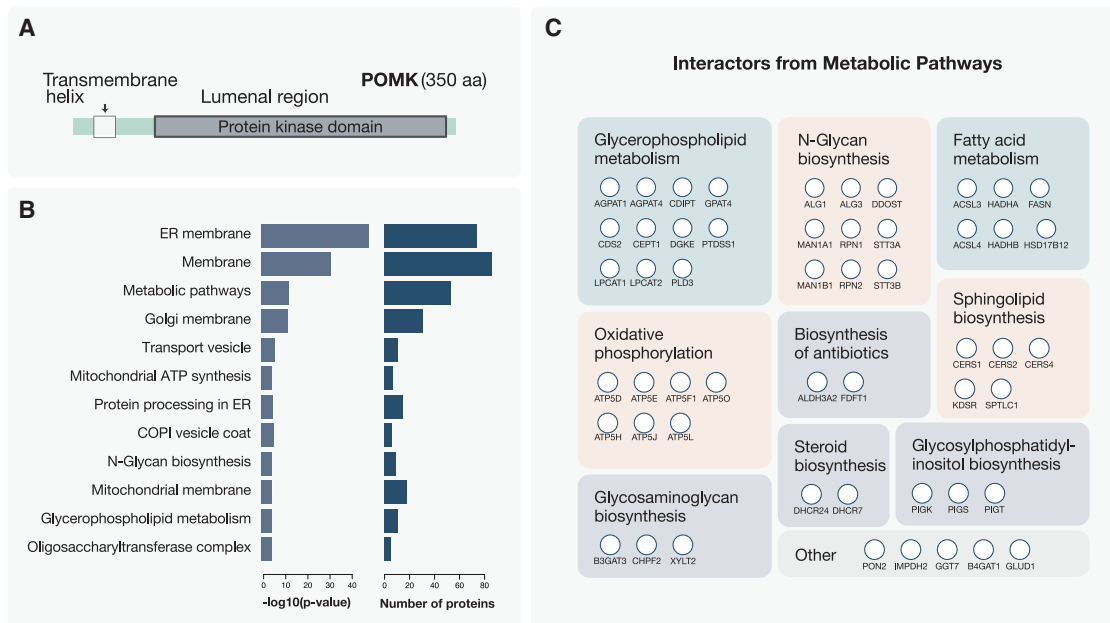 A
Transmembrane
helix
POMK (350 aa)
Lumenal region
Protein kinase domain
B
ER membrane
Membrane
Metabolic pathways
Golgi membrane
Transport vesicle
Mitochondrial ATP synthesis
Protein processing in ER
COPI vesicle coat
N-Glycan biosynthesis
Mitochondrial membrane
Glycerophospholipid metabolism
Oligosaccharyltransferase complex
0 10 20 30 40
-log10(p-value)
0 20 40 60 80
Number of proteins
C
Interactors from Metabolic Pathways
Glycerophospholipid
metabolism
AGPAT1 AGPAT4 CDIPT GPAT4
CDS2 CEPT1 DGKE PTDSS1
LPCAT1 LPCAT2 PLD3
N-Glycan
biosynthesis
ALG1 ALG3 DDOST
MAN1A1 RPN1 STT3A
MAN1B1 RPN2 STT3B
Fatty acid
metabolism
ACSL3 HADHA FASN
ACSL4 HADHB HSD17B12
Oxidative
phosphorylation
ATP5D ATP5E ATP5F1 ATP5O
ATP5H ATP5J ATP5L
Biosynthesis
of antibiotics
ALDH3A2 FDFT1
Sphingolipid
biosynthesis
CERS1 CERS2 CERS4
KDSR SPTLC1
Glycosaminoglycan
biosynthesis
B3GAT3 CHPF2 XYLT2
Steroid
biosynthesis
DHCR24 DHCR7
Glycosylphosphatidyl-
inositol biosynthesis
PIGK PIGS PIGT
Other
PON2 IMPDH2 GGT7 B4GAT1 GLUD1